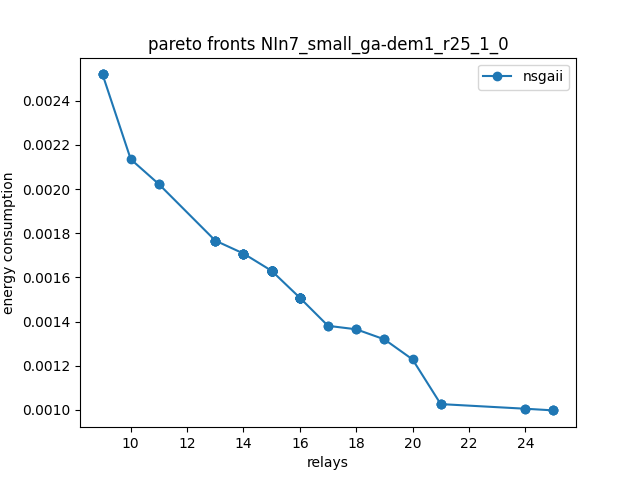 pareto fronts NIn7_small_ga-dem1_r25_1_0
nsgaii
energy consumption
0.0024
0.0022
0.0020
0.0018
0.0016
0.0014
0.0012
0.0010
10 12 14 16 18 20 22 24
relays